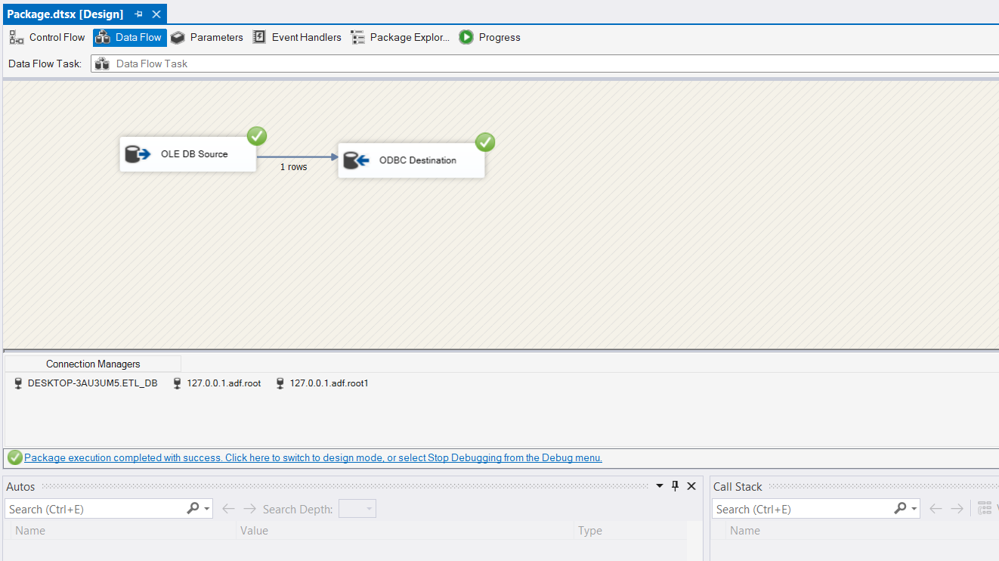 Package.dtsx [Design]
Control Flow Data Flow Parameters Event Handlers Package Explor... Progress
Data Flow Task: Data Flow Task
OLE DB Source
1 rows
ODBC Destination
Connection Managers
DESKTOP-3AU3UM5.ETL_DB 127.0.0.1.adf.root 127.0.0.1.adf.root1
Package execution completed with success. Click here to switch to design mode, or select Stop Debugging from the Debug menu.
Autos
Search (Ctrl+E) Search Depth:
Name Value Type
Call Stack
Search (Ctrl+E)
Name